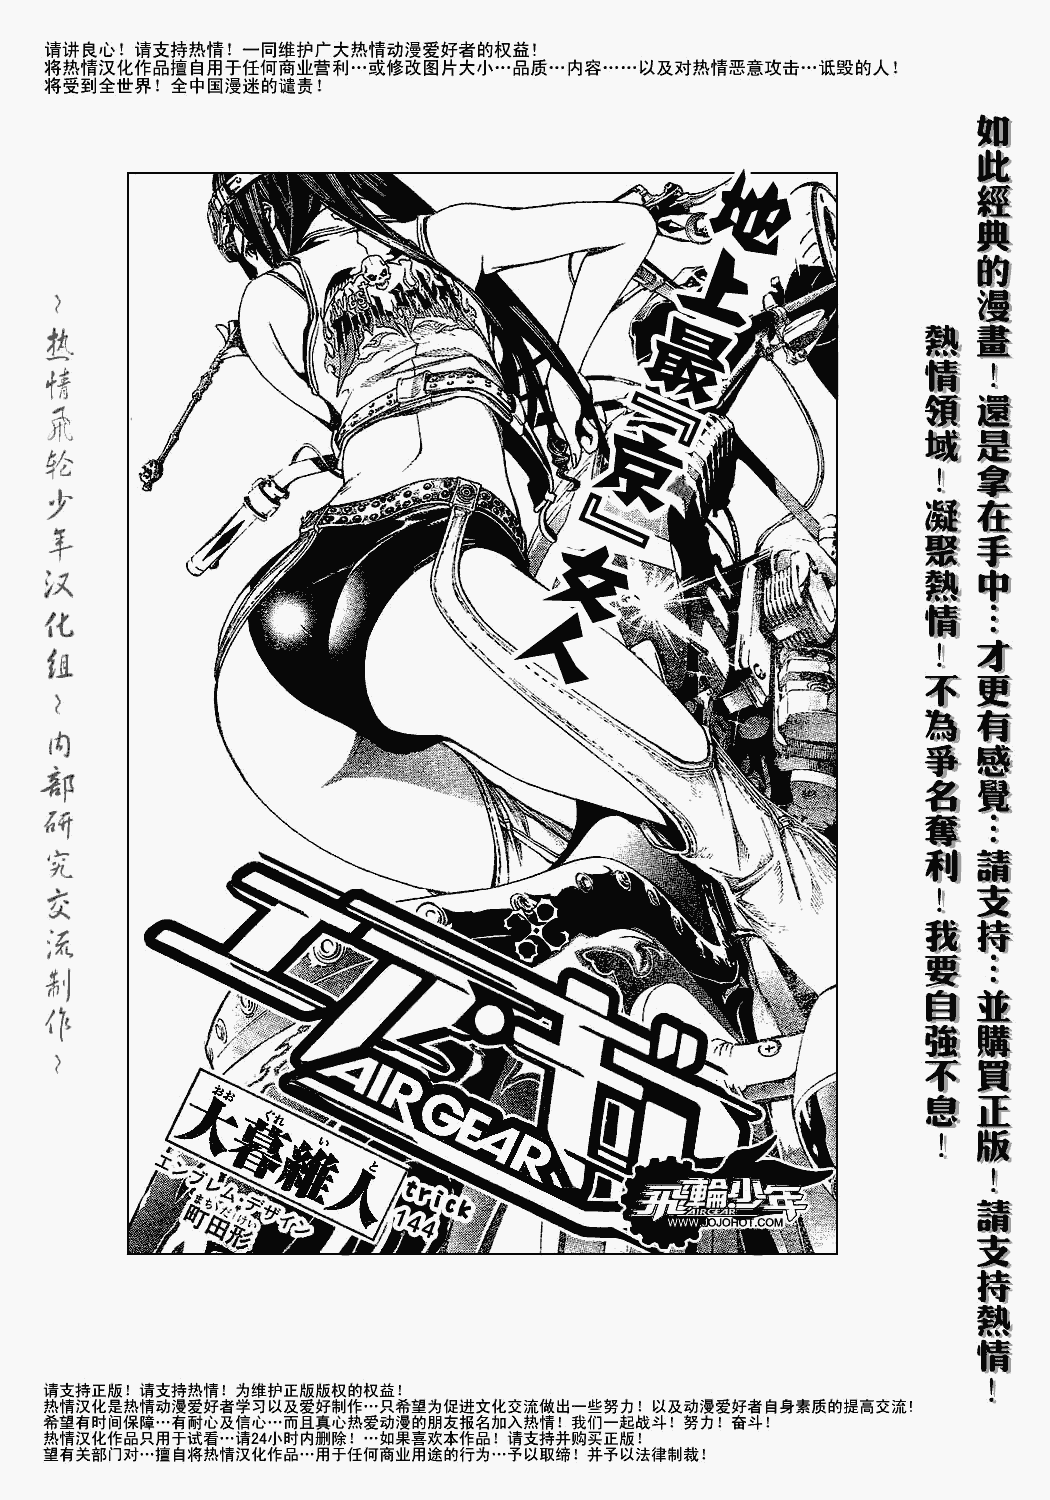 请讲良心！请支持热情！一同维护广大热情动漫爱好者的权益！
将热情汉化作品擅自用于任何商业营利…或修改图片大小…品质…内容……以及对热情恶意攻击…诋毁的人！
将受到全世界！全中国漫迷的谴责！
如此經典的漫畫！還是拿在手中…才更有感覺…請支持…並購買正版！請支持熱情！
熱情領域！凝聚熱情！不為爭名奪利！我要自強不息！
～热情飛轮少年汉化组～内部研究交流制作～
地上最『京』女人
エア・ギア
AIR GEAR
おおぐれいと
大暮維人
エンブレム・デザイン
まちだけい
町田形
trick
144
飛輪少年
AIR GEAR
WWW.JOJOHOT.COM
请支持正版！请支持热情！为维护正版版权的权益！
热情汉化是热情动漫爱好者学习以及爱好制作…只希望为促进文化交流做出一些努力！以及动漫爱好者自身素质的提高交流！
希望有时间保障…有耐心及信心…而且真心热爱动漫的朋友报名加入热情！我们一起战斗！努力！奋斗！
热情汉化作品只用于试看…请24小时内删除！…如果喜欢本作品！请支持并购买正版！
望有关部门对…擅自将热情汉化作品…用于任何商业用途的行为…予以取缔！并予以法律制裁！